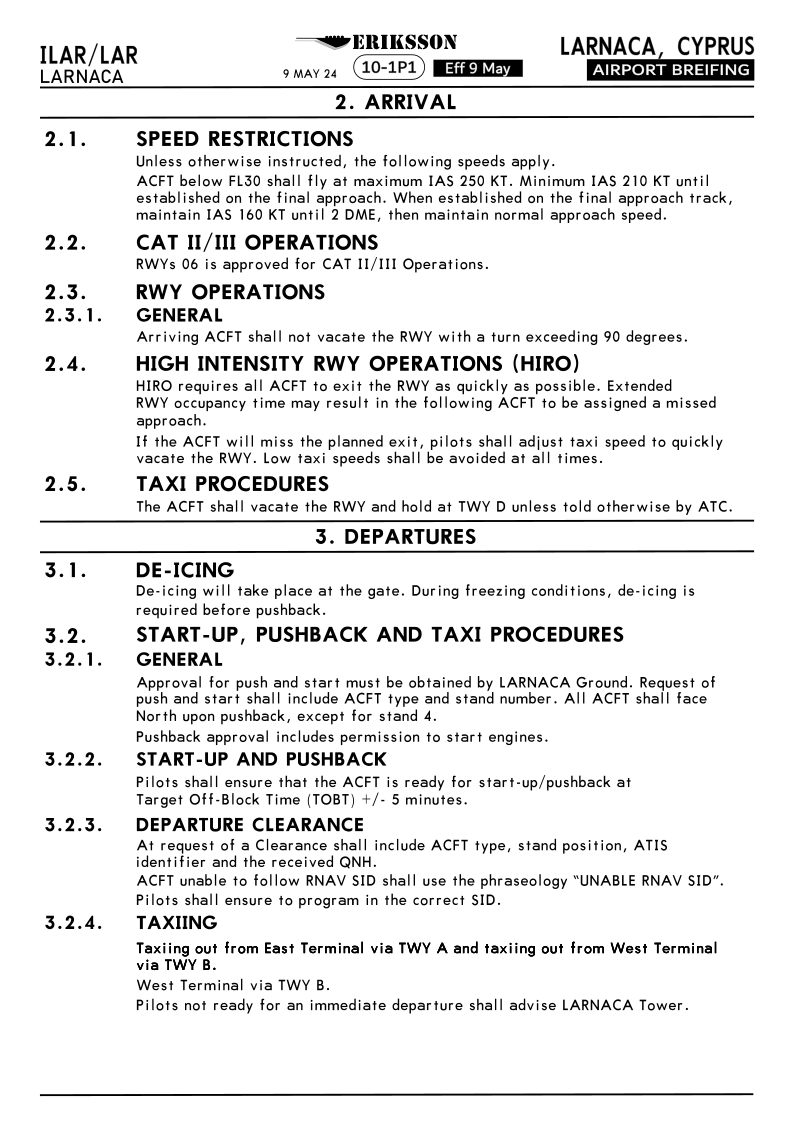 ILAR/LAR
LARNACA
ERIKSSON
9 MAY 24
10-1P1
Eff 9 May
LARNACA, CYPRUS
AIRPORT BREIFING
2. ARRIVAL
2.1. SPEED RESTRICTIONS
Unless otherwise instructed, the following speeds apply.
ACFT below FL30 shall fly at maximum IAS 250 KT. Minimum IAS 210 KT until
established on the final approach. When established on the final approach track,
maintain IAS 160 KT until 2 DME, then maintain normal approach speed.
2.2. CAT II/III OPERATIONS
RWYs 06 is approved for CAT II/III Operations.
2.3. RWY OPERATIONS
2.3.1. GENERAL
Arriving ACFT shall not vacate the RWY with a turn exceeding 90 degrees.
2.4. HIGH INTENSITY RWY OPERATIONS (HIRO)
HIRO requires all ACFT to exit the RWY as quickly as possible. Extended
RWY occupancy time may result in the following ACFT to be assigned a missed
approach.
If the ACFT will miss the planned exit, pilots shall adjust taxi speed to quickly
vacate the RWY. Low taxi speeds shall be avoided at all times.
2.5. TAXI PROCEDURES
The ACFT shall vacate the RWY and hold at TWY D unless told otherwise by ATC.
3. DEPARTURES
3.1. DE-ICING
De-icing will take place at the gate. During freezing conditions, de-icing is
required before pushback.
3.2. START-UP, PUSHBACK AND TAXI PROCEDURES
3.2.1. GENERAL
Approval for push and start must be obtained by LARNACA Ground. Request of
push and start shall include ACFT type and stand number. All ACFT shall face
North upon pushback, except for stand 4.
Pushback approval includes permission to start engines.
3.2.2. START-UP AND PUSHBACK
Pilots shall ensure that the ACFT is ready for start-up/pushback at
Target Off-Block Time (TOBT) +/- 5 minutes.
3.2.3. DEPARTURE CLEARANCE
At request of a Clearance shall include ACFT type, stand position, ATIS
identifier and the received QNH.
ACFT unable to follow RNAV SID shall use the phraseology “UNABLE RNAV SID”.
Pilots shall ensure to program in the correct SID.
3.2.4. TAXIING
Taxiing out from East Terminal via TWY A and taxiing out from West Terminal
via TWY B.
West Terminal via TWY B.
Pilots not ready for an immediate departure shall advise LARNACA Tower.